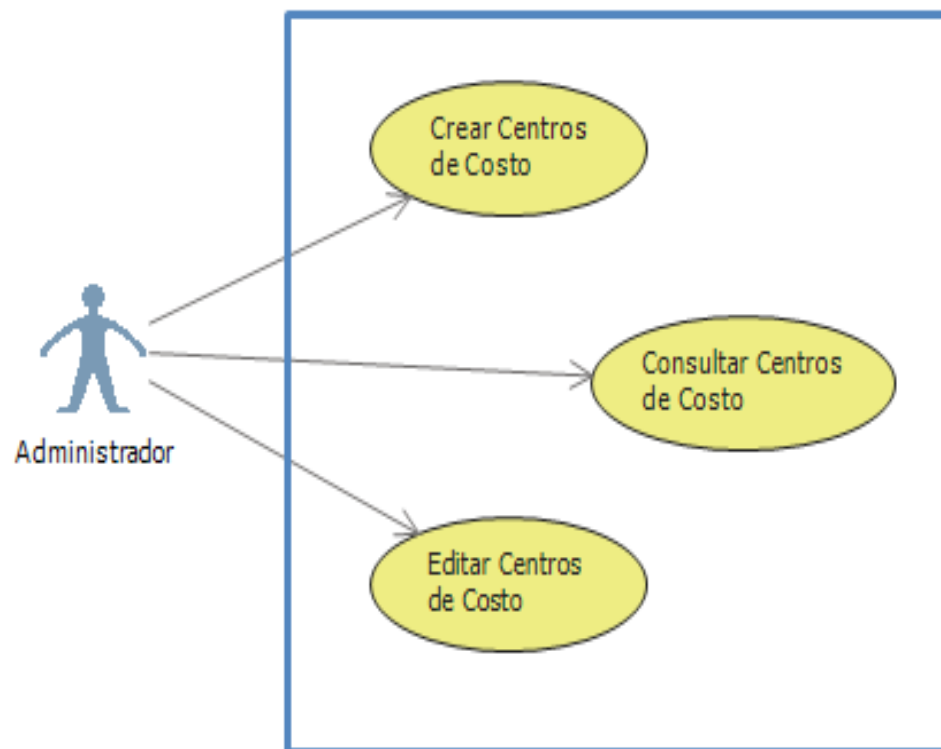 Crear Centros
de Costo
Consultar Centros
de Costo
Administrador
Editar Centros
de Costo